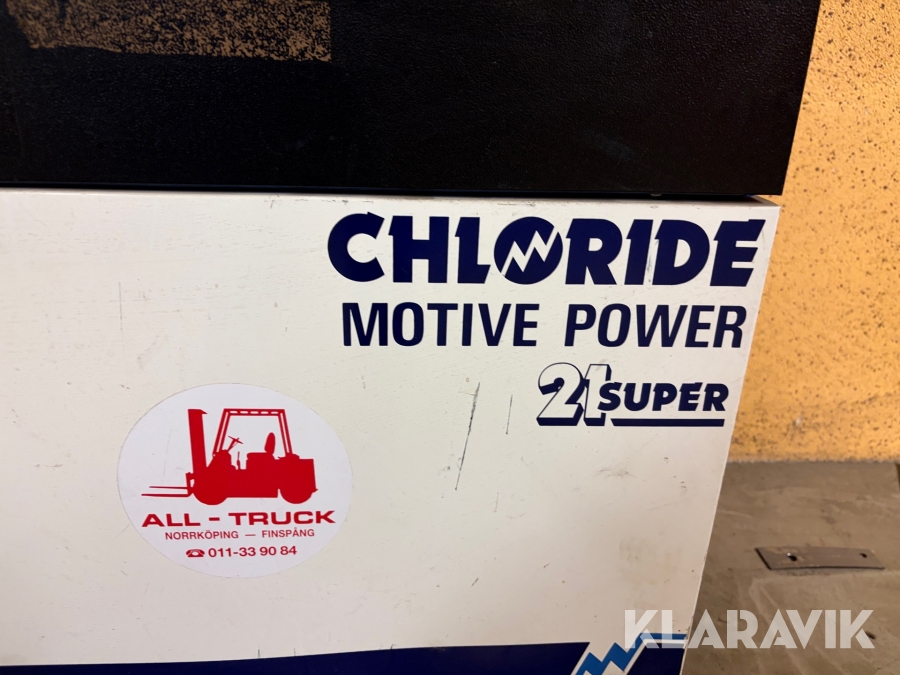 CHLORIDE
MOTIVE POWER
21 SUPER
ALL - TRUCK
NORRKÖPING — FINSPÅNG
☎ 011-33 90 84
KLARAVIK